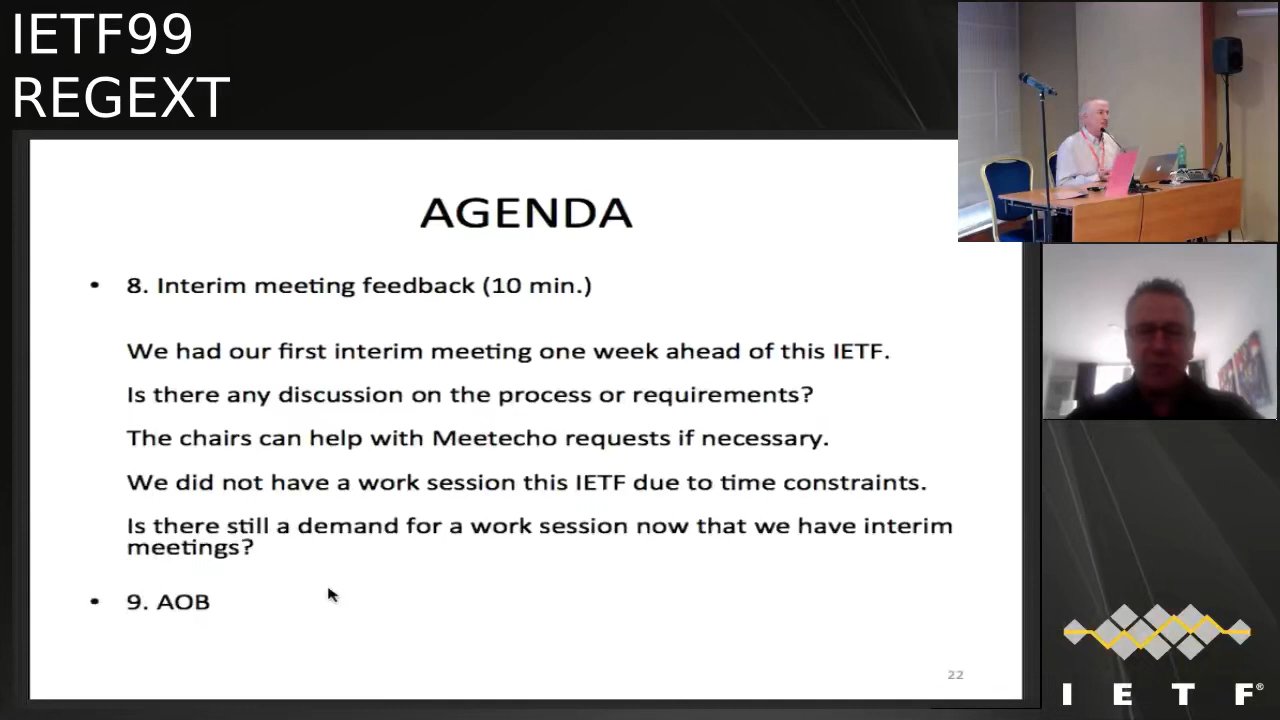 IETF99
REGEXT
AGENDA
• 8. Interim meeting feedback (10 min.)
We had our first interim meeting one week ahead of this IETF.
Is there any discussion on the process or requirements?
The chairs can help with Meetecho requests if necessary.
We did not have a work session this IETF due to time constraints.
Is there still a demand for a work session now that we have interim
meetings?
• 9. AOB
22
I E T F®